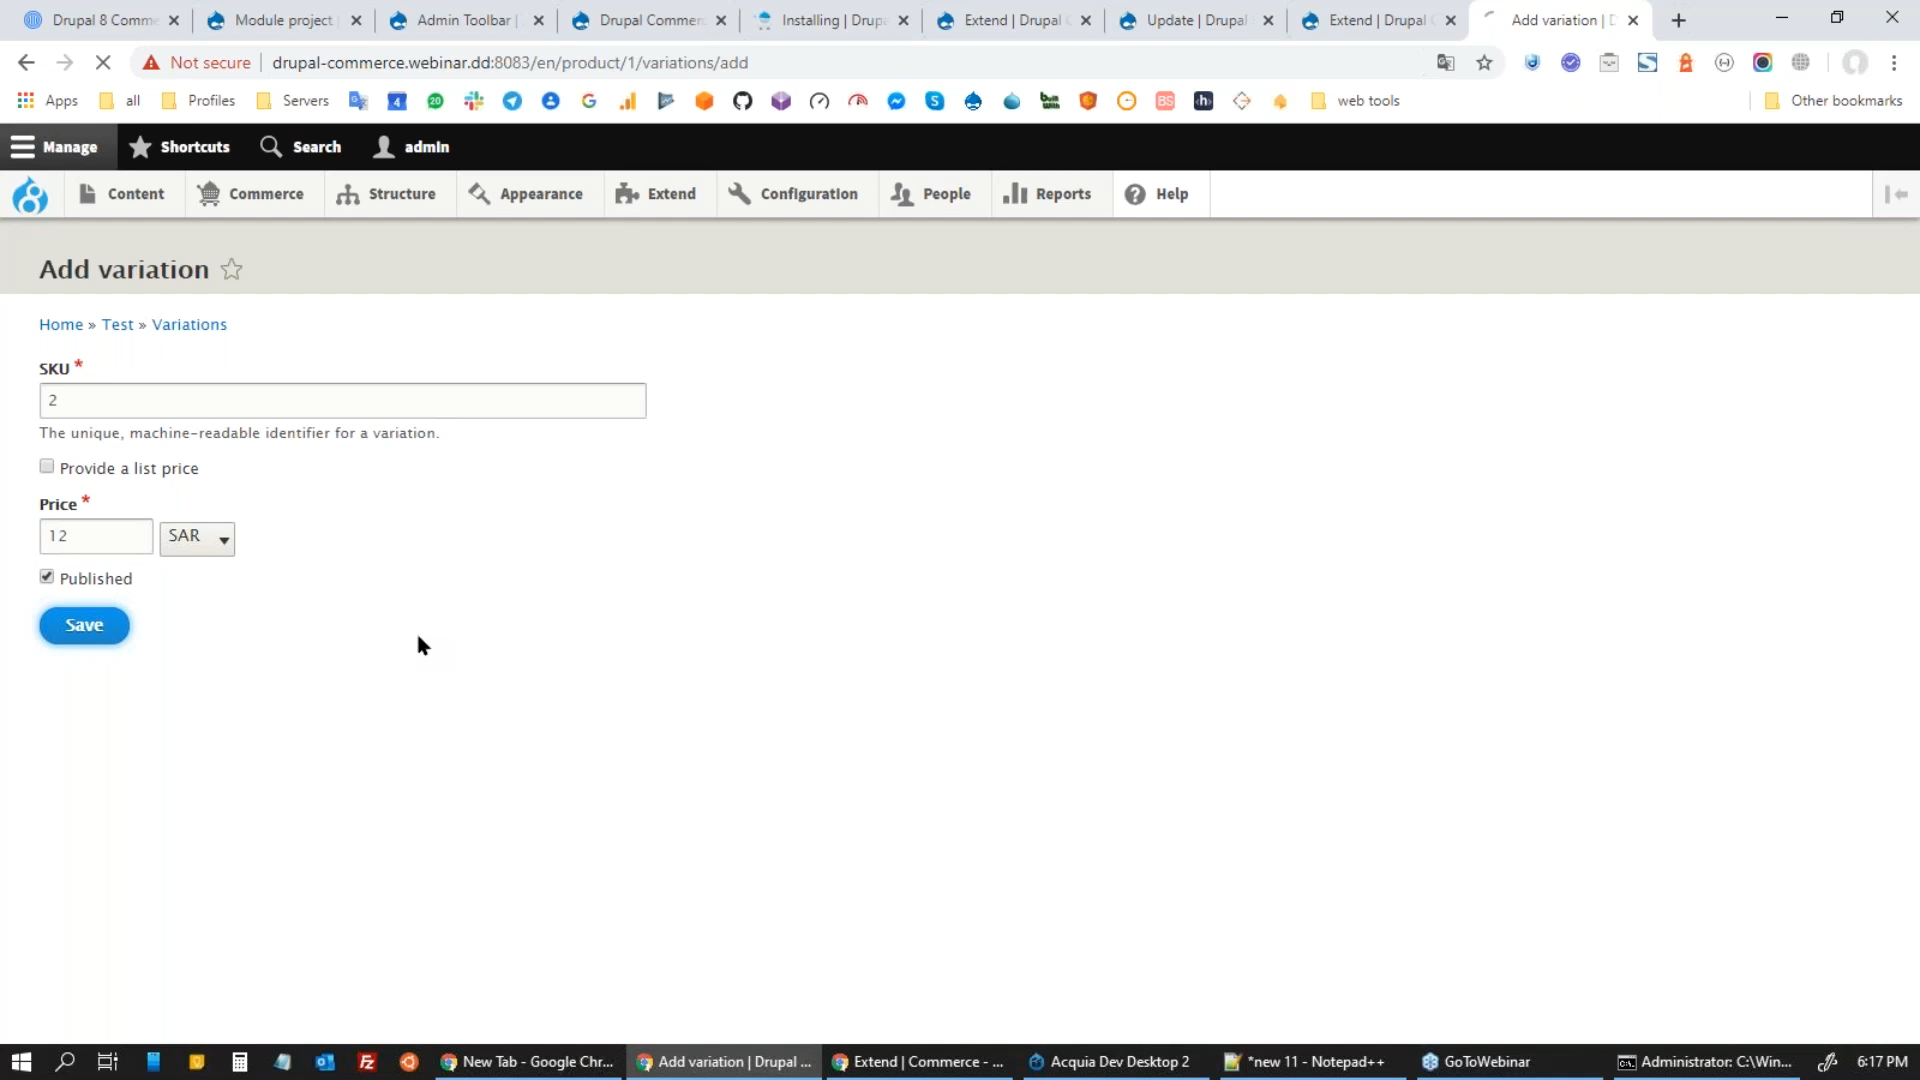 Drupal 8 Comme
Module project
Admin Toolbar |
Drupal Commer
Installing | Drupa
Extend | Drupal
Update | Drupal
Extend | Drupal
Add variation | D
Not secure
drupal-commerce.webinar.dd:8083/en/product/1/variations/add
Apps
all
Profiles
Servers
web tools
Other bookmarks
Manage
Shortcuts
Search
admin
Content
Commerce
Structure
Appearance
Extend
Configuration
People
Reports
Help
Add variation
Home » Test » Variations
SKU *
2
The unique, machine-readable identifier for a variation.
Provide a list price
Price *
12
SAR
Published
Save
New Tab - Google Chr...
Add variation | Drupal ...
Extend | Commerce - ...
Acquia Dev Desktop 2
*new 11 - Notepad++
GoToWebinar
Administrator: C:\Win...
6:17 PM